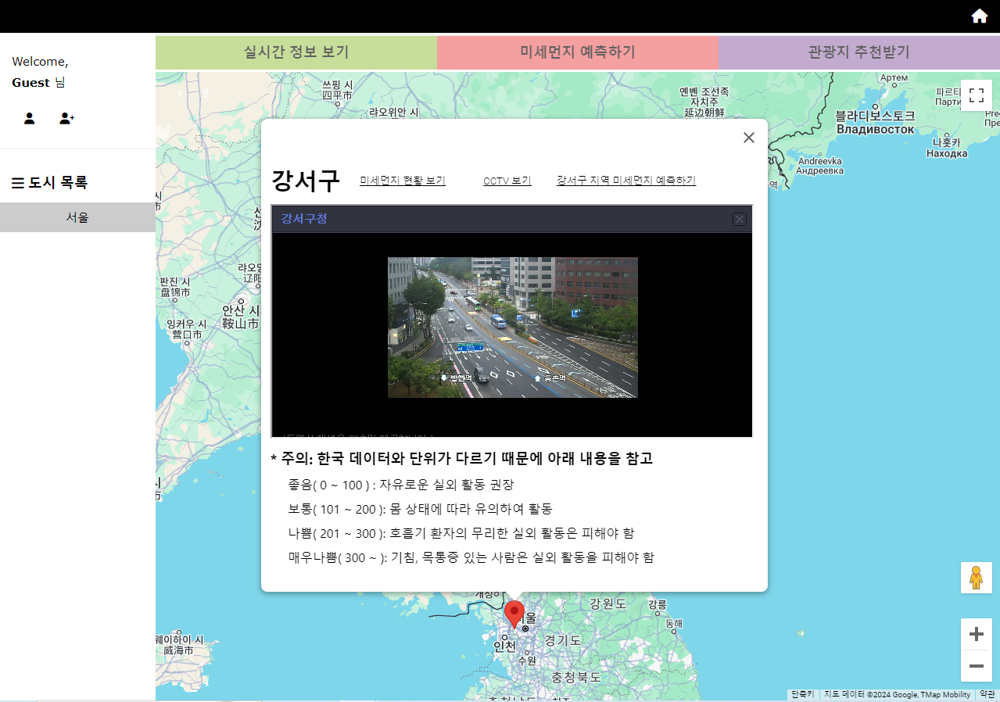 Welcome,
Guest 님
도시 목록
서울
실시간 정보 보기
미세먼지 예측하기
관광지 추천받기
쓰핑 시
四平市
랴오위안 시
옌볜 조선족
자치주
延边朝鲜
Артем
파르티
Парти
블라디보스토크
Владивосток
나홋카
Находка
Andreevka
Андреевка
판진 시
盘锦市
안산 시
鞍山市
잉커우 시
营口市
강서구
미세먼지 현황 보기
CCTV 보기
강서구 지역 미세먼지 예측하기
강서구청
발산역
등촌역
* 주의: 한국 데이터와 단위가 다르기 때문에 아래 내용을 참고
좋음( 0 ~ 100 ) : 자유로운 실외 활동 권장
보통( 101 ~ 200 ): 몸 상태에 따라 유의하여 활동
나쁨( 201 ~ 300 ): 호흡기 환자의 무리한 실외 활동은 피해야 함
매우나쁨( 300 ~ ): 기침, 목통증 있는 사람은 실외 활동을 피해야 함
강원도
강릉
동해
경기도
인천
수원
충청북도
웨이하이 시
威海市
단축키
지도 데이터 ©2024 Google, TMap Mobility
약관